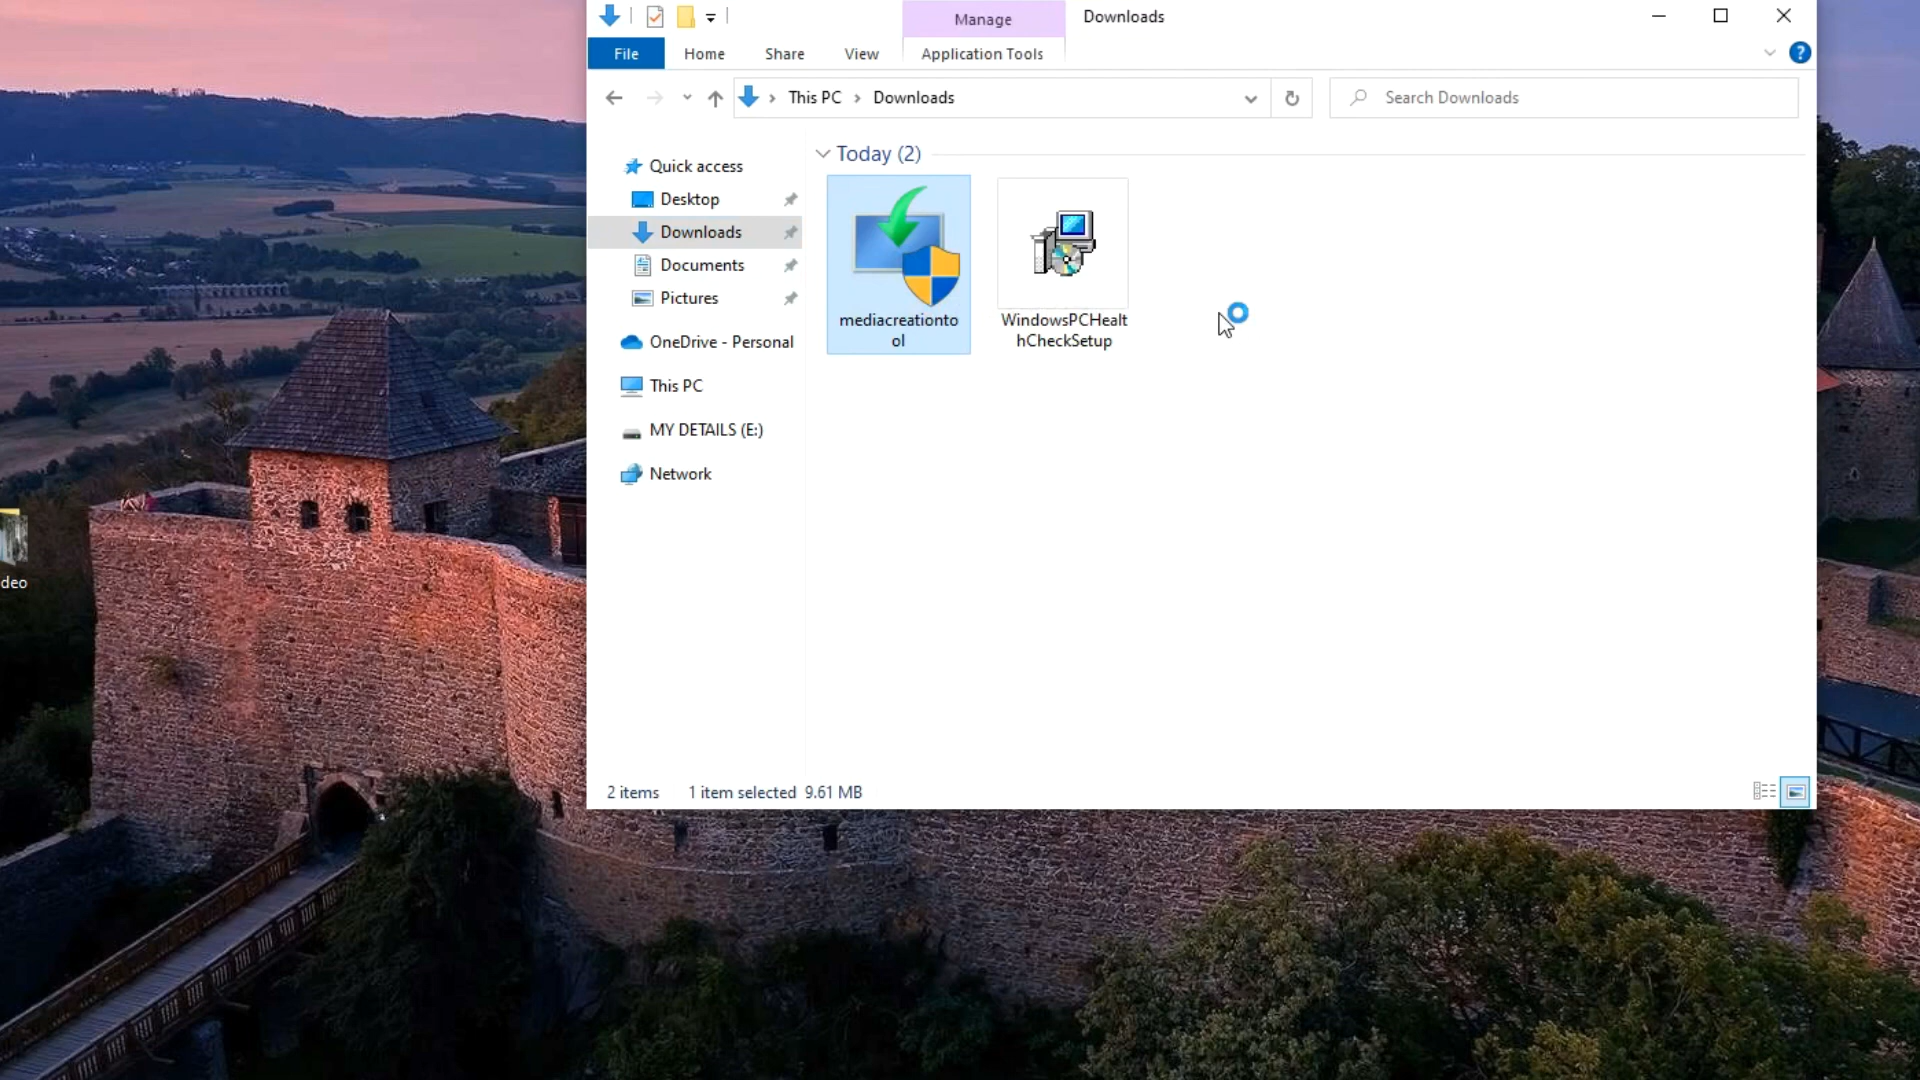 Manage
Downloads
File
Home
Share
View
Application Tools
This PC
Downloads
Search Downloads
Quick access
Desktop
Downloads
Documents
Pictures
OneDrive - Personal
This PC
MY DETAILS (E:)
Network
Today (2)
mediacreationto
ol
WindowsPCHealt
hCheckSetup
deo
2 items
1 item selected 9.61 MB